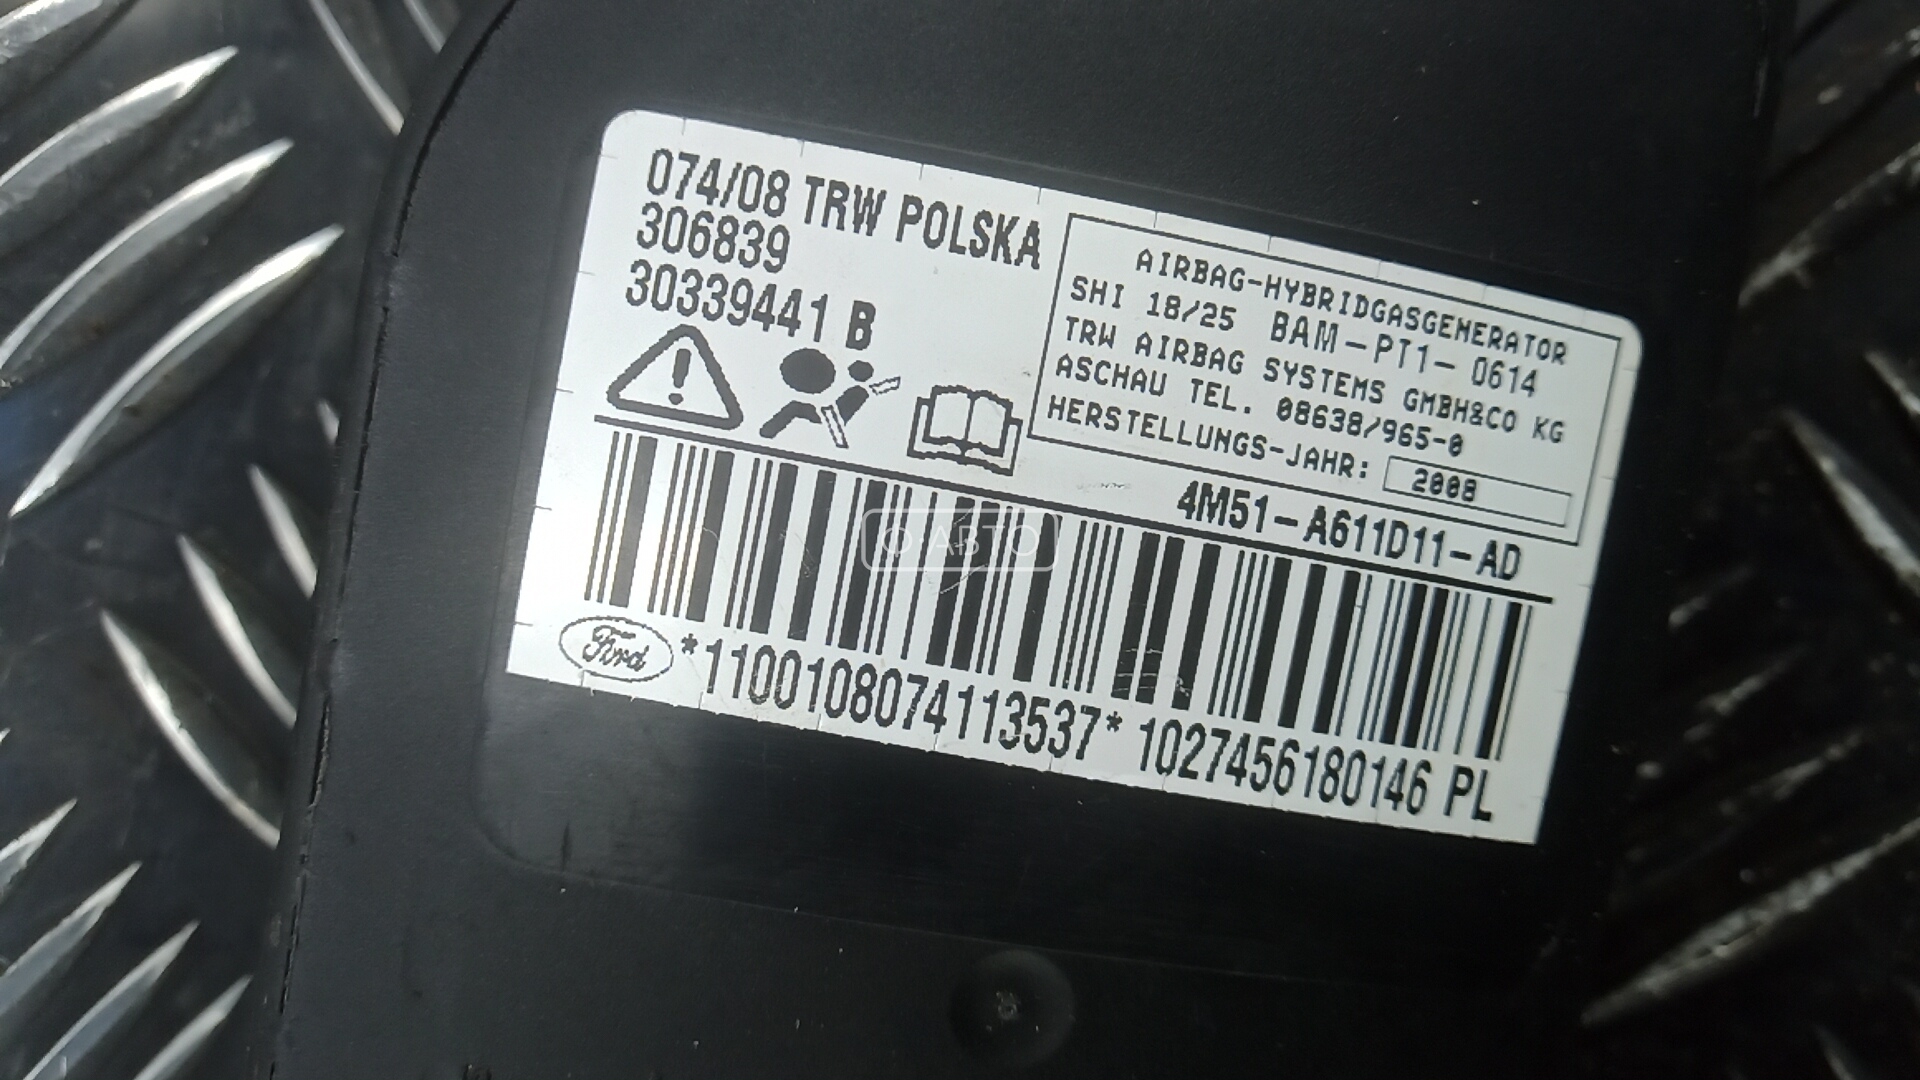 074/08 TRW POLSKA
306839
30339441 B
AIRBAG-HYBRIDGASGENERATOR
SHI 18/25 BAM-PT1-0614
TRW AIRBAG SYSTEMS GMBH&CO KG
ASCHAU TEL. 08638/965-0
HERSTELLUNGS-JAHR: 2008
4M51-A611D11-AD
Ф-АВТО
Ford *1100108074113537* 1027456180146 PL